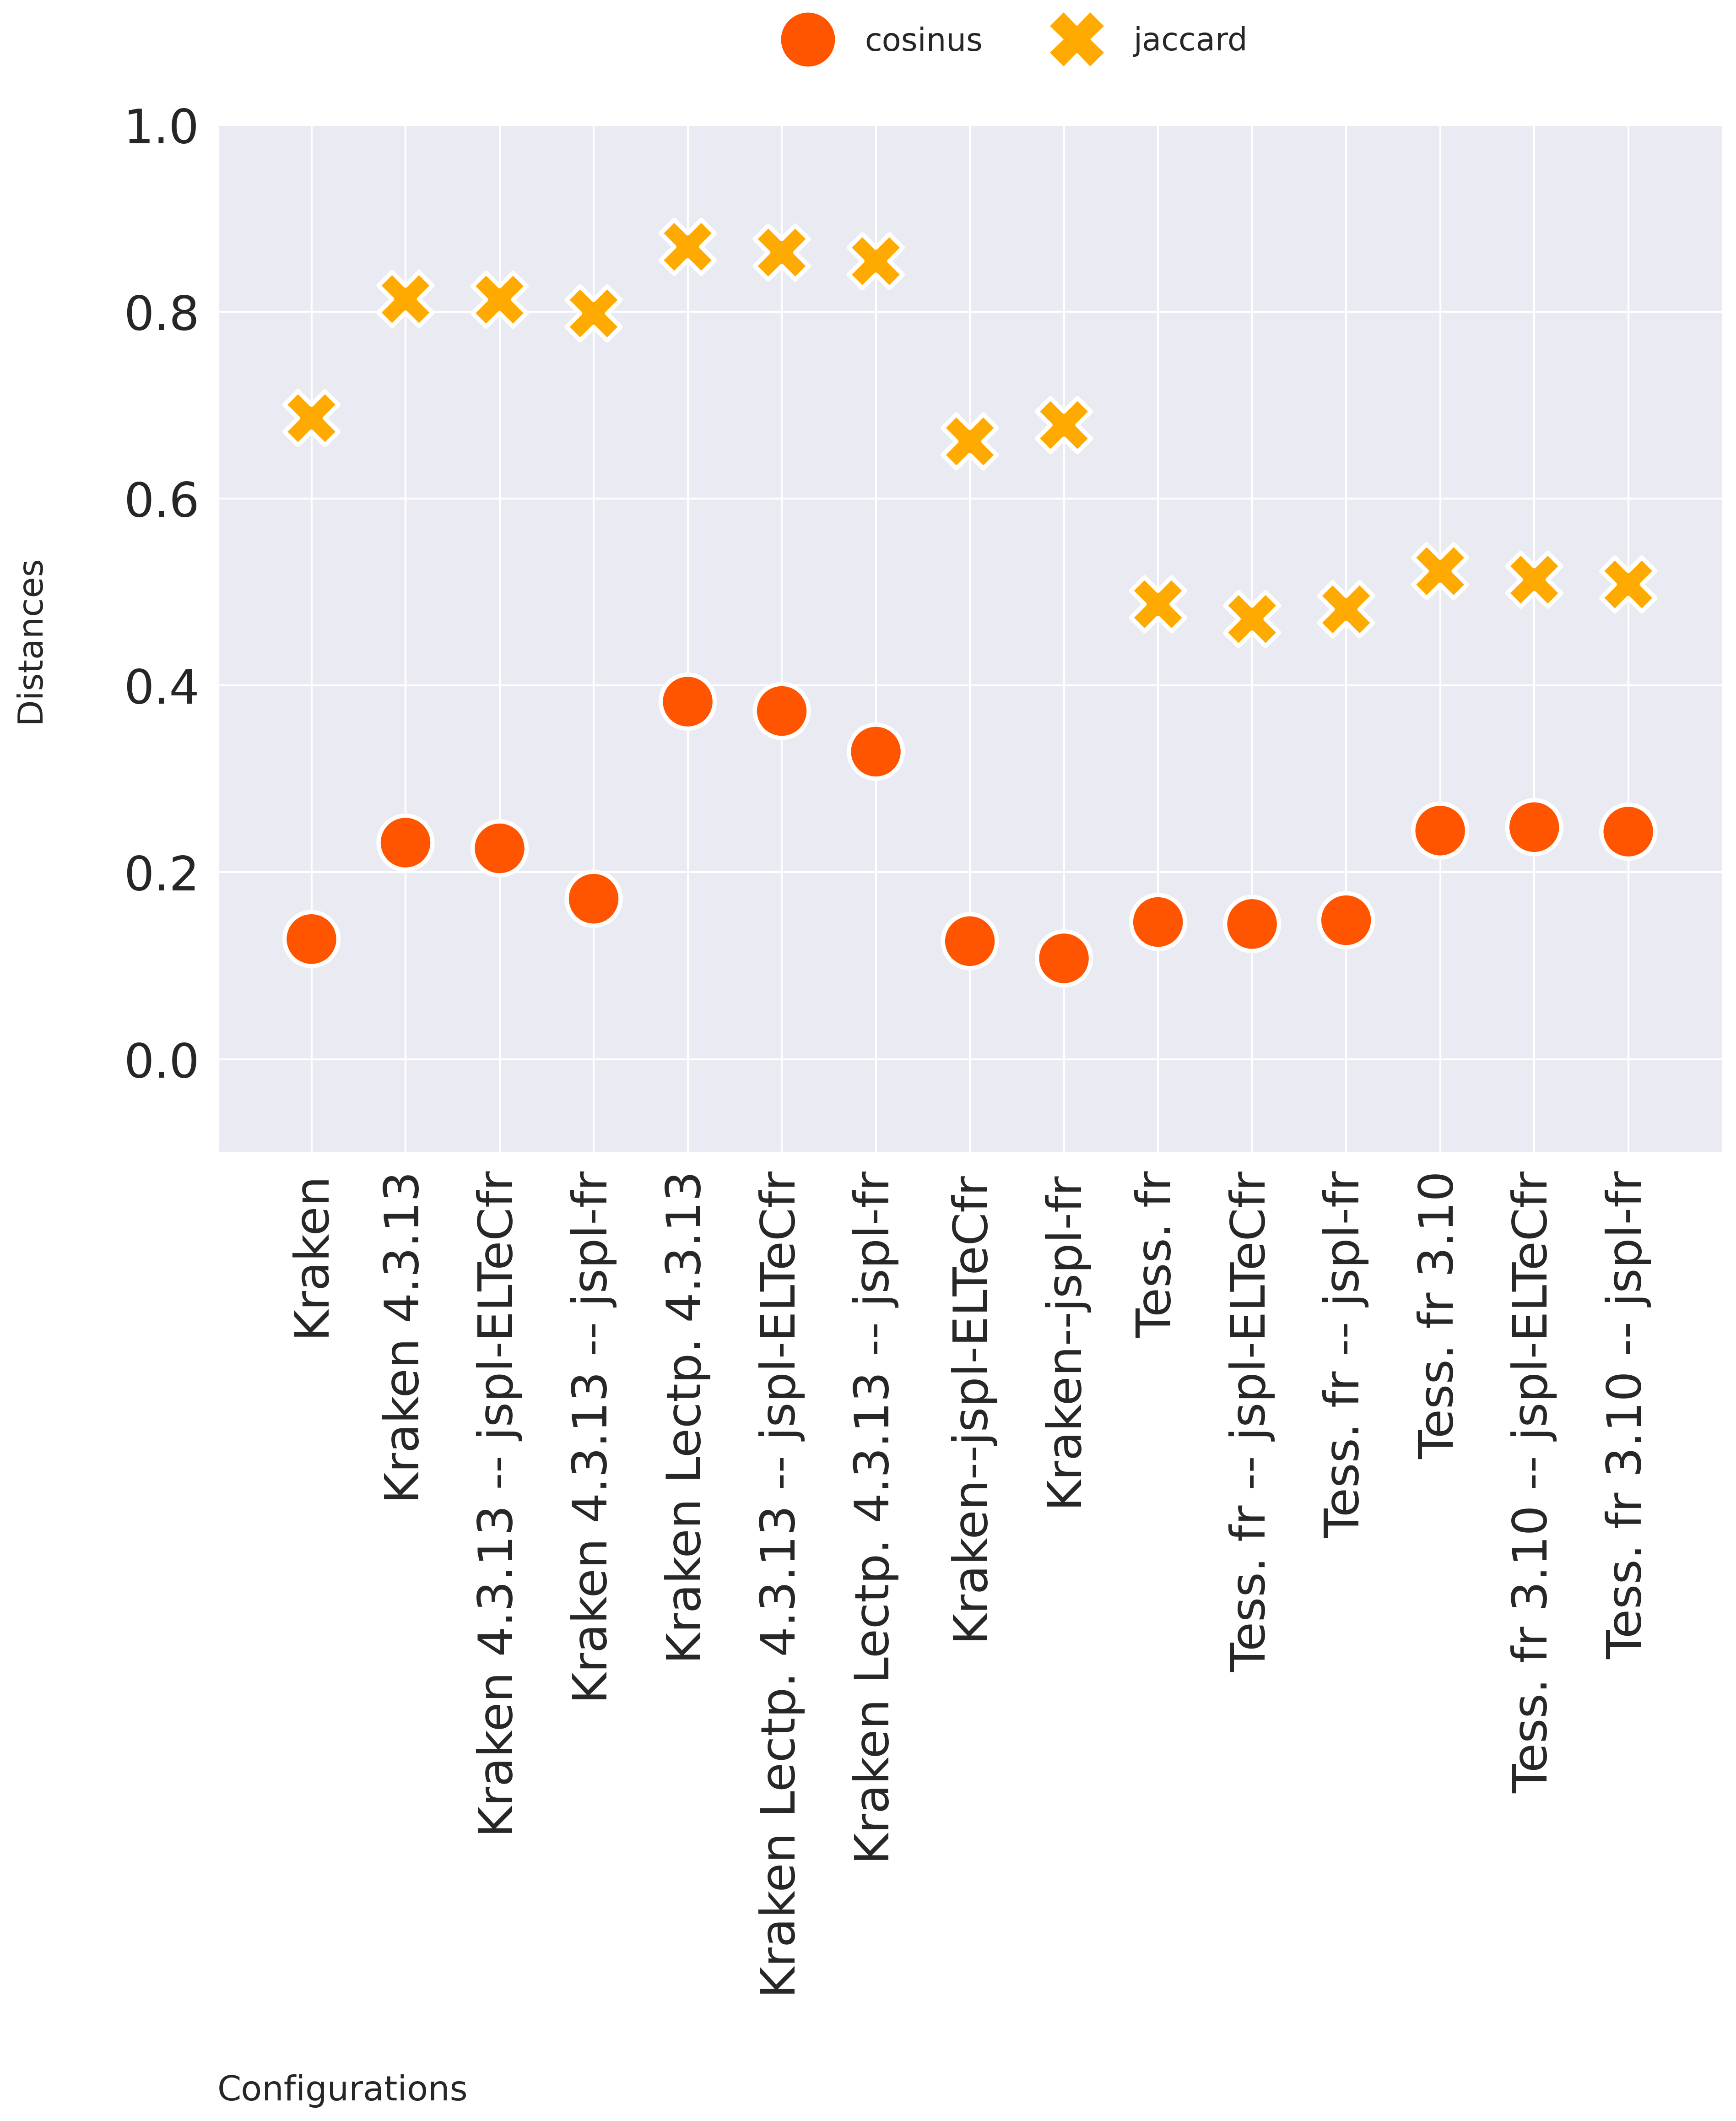 cosinus jaccard
1.0
0.8
0.6
0.4
0.2
0.0
Distances
Kraken
Kraken 4.3.13
Kraken 4.3.13 -- jspl-ELTeCfr
Kraken 4.3.13 -- jspl-fr
Kraken Lectp. 4.3.13
Kraken Lectp. 4.3.13 -- jspl-ELTeCfr
Kraken Lectp. 4.3.13 -- jspl-fr
Kraken--jspl-ELTeCfr
Kraken--jspl-fr
Tess. fr
Tess. fr -- jspl-ELTeCfr
Tess. fr -- jspl-fr
Tess. fr 3.10
Tess. fr 3.10 -- jspl-ELTeCfr
Tess. fr 3.10 -- jspl-fr
Configurations